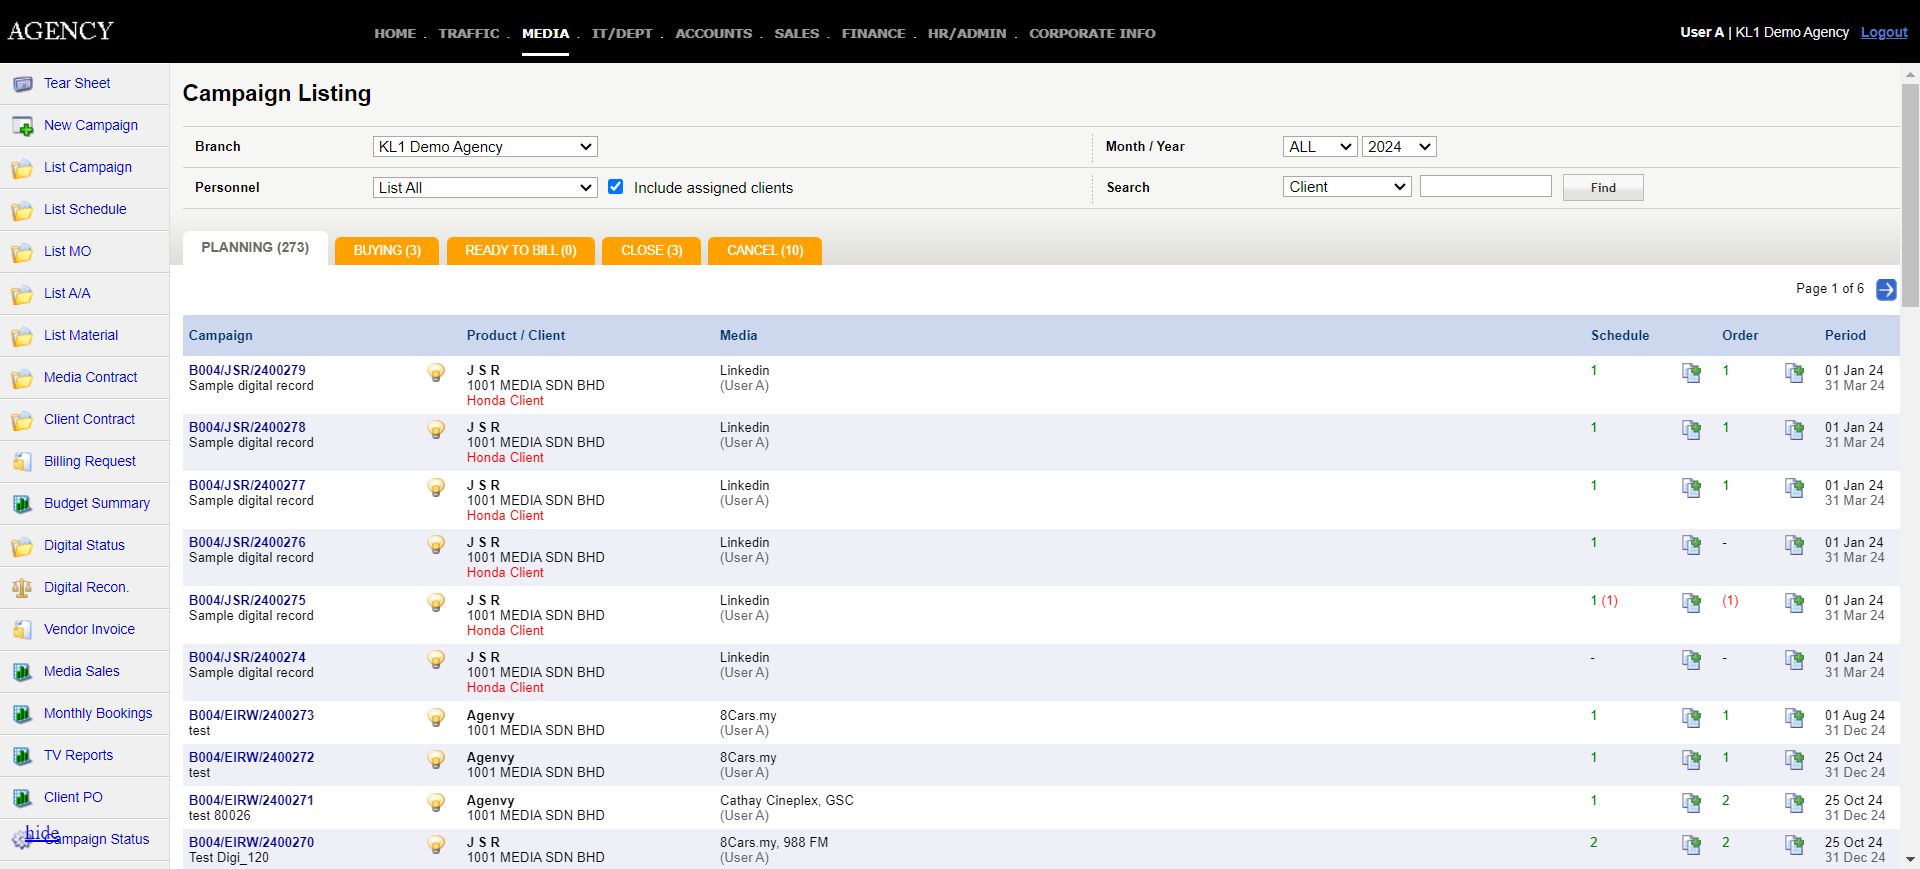 AGENCY
HOME . TRAFFIC . MEDIA . IT/DEPT . ACCOUNTS . SALES . FINANCE . HR/ADMIN . CORPORATE INFO
User A | KL1 Demo Agency Logout
Tear Sheet
New Campaign
List Campaign
List Schedule
List MO
List A/A
List Material
Media Contract
Client Contract
Billing Request
Budget Summary
Digital Status
Digital Recon.
Vendor Invoice
Media Sales
Monthly Bookings
TV Reports
Client PO
hide
Campaign Status
Campaign Listing
Branch KL1 Demo Agency Month / Year ALL 2024
Personnel List All Include assigned clients Search Client Find
PLANNING (273) BUYING (3) READY TO BILL (0) CLOSE (3) CANCEL (10)
Page 1 of 6
Campaign Product / Client Media Schedule Order Period
B004/JSR/2400279 J S R Linkedin 1 1 01 Jan 24
Sample digital record 1001 MEDIA SDN BHD (User A) 31 Mar 24
Honda Client
B004/JSR/2400278 J S R Linkedin 1 1 01 Jan 24
Sample digital record 1001 MEDIA SDN BHD (User A) 31 Mar 24
Honda Client
B004/JSR/2400277 J S R Linkedin 1 1 01 Jan 24
Sample digital record 1001 MEDIA SDN BHD (User A) 31 Mar 24
Honda Client
B004/JSR/2400276 J S R Linkedin 1 - 01 Jan 24
Sample digital record 1001 MEDIA SDN BHD (User A) 31 Mar 24
Honda Client
B004/JSR/2400275 J S R Linkedin 1 (1) (1) 01 Jan 24
Sample digital record 1001 MEDIA SDN BHD (User A) 31 Mar 24
Honda Client
B004/JSR/2400274 J S R Linkedin - - 01 Jan 24
Sample digital record 1001 MEDIA SDN BHD (User A) 31 Mar 24
Honda Client
B004/EIRW/2400273 Agenvy 8Cars.my 1 1 01 Aug 24
test 1001 MEDIA SDN BHD (User A) 31 Dec 24
B004/EIRW/2400272 Agenvy 8Cars.my 1 1 25 Oct 24
test 1001 MEDIA SDN BHD (User A) 31 Dec 24
B004/EIRW/2400271 Agenvy Cathay Cineplex, GSC 1 2 25 Oct 24
test 80026 1001 MEDIA SDN BHD (User A) 31 Dec 24
B004/EIRW/2400270 J S R 8Cars.my, 988 FM 2 2 25 Oct 24
Test Digi_120 1001 MEDIA SDN BHD (User A) 31 Dec 24